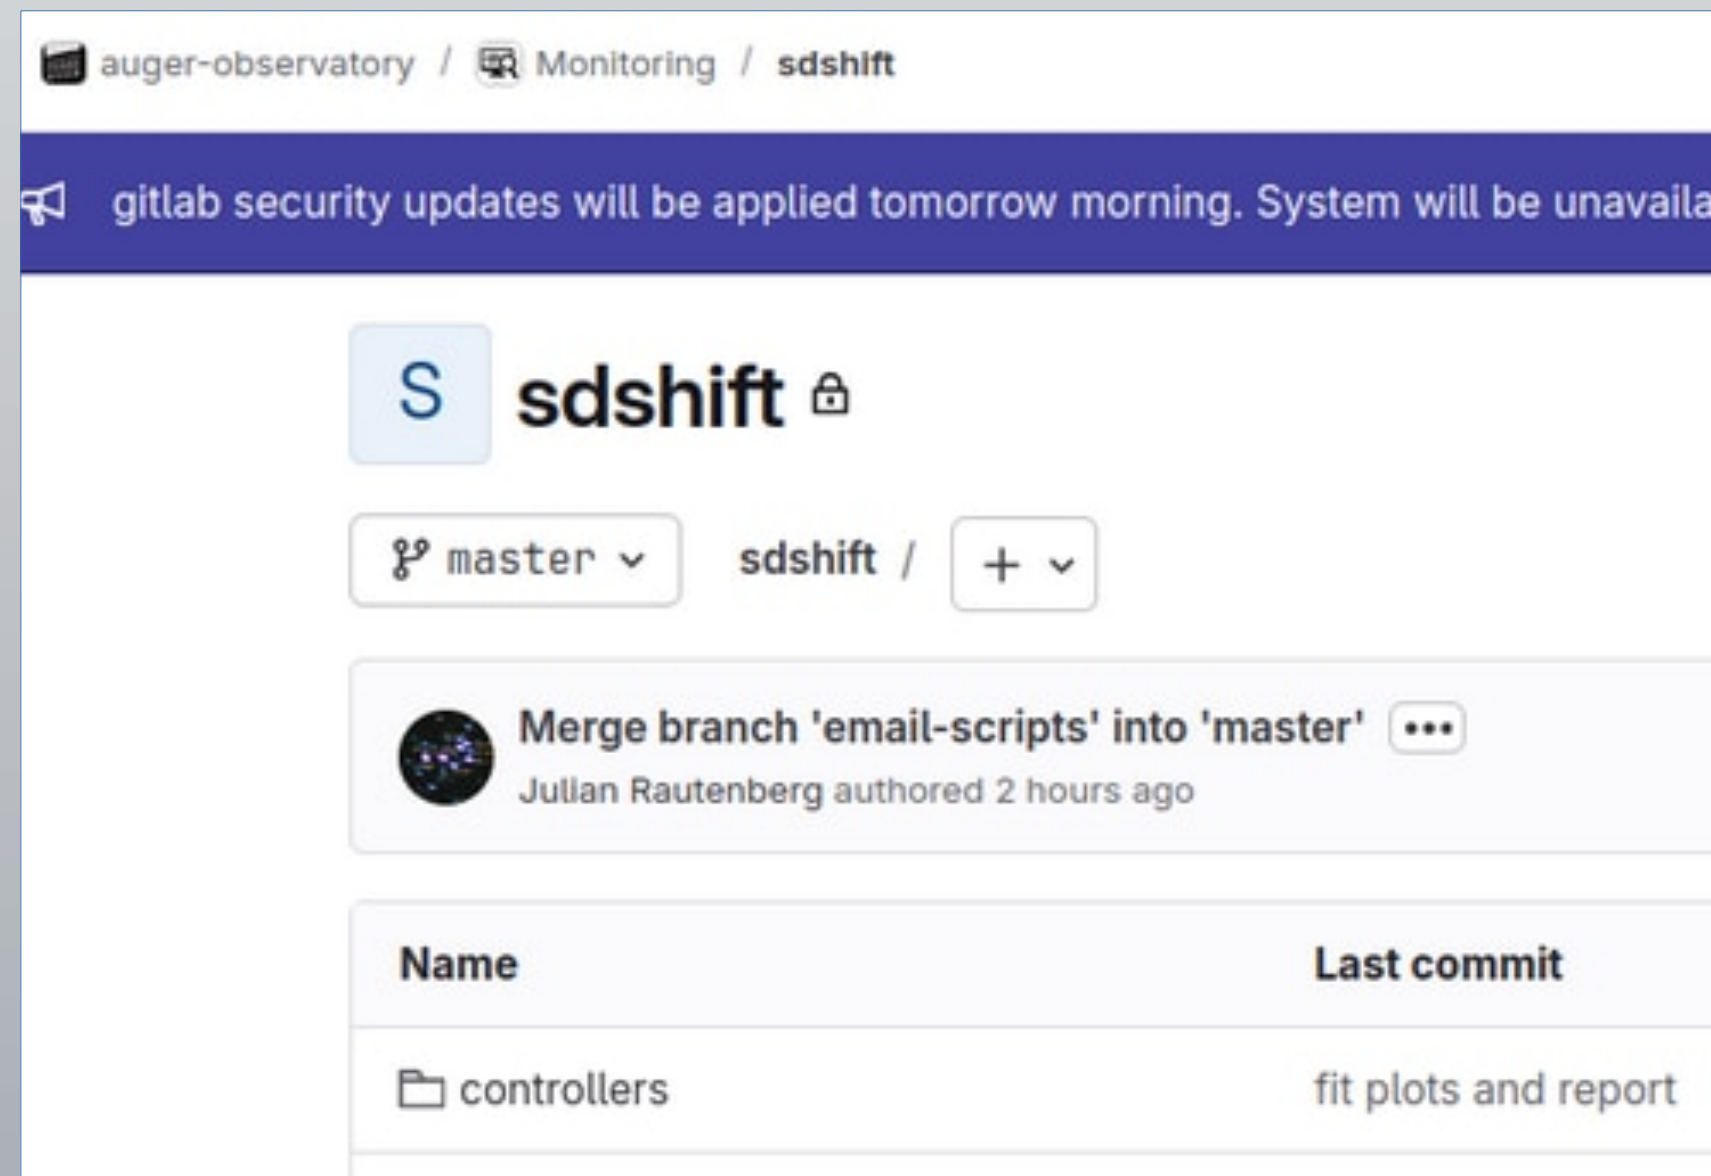 auger-observatory / Monitoring / sdshift
gitlab security updates will be applied tomorrow morning. System will be
S sdshift
master sdshift / +
Merge branch 'email-scripts' into 'master' •••
Julian Rautenberg authored 2 hours ago
Name Last commit
controllers fit plots and report